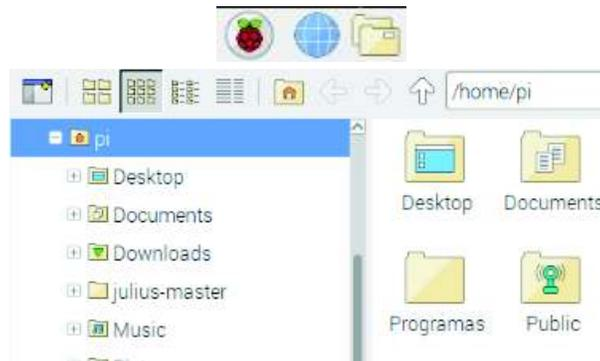 /home/pi
pi
Desktop
Documents
Downloads
julius-master
Music
Desktop
Documents
Programas
Public